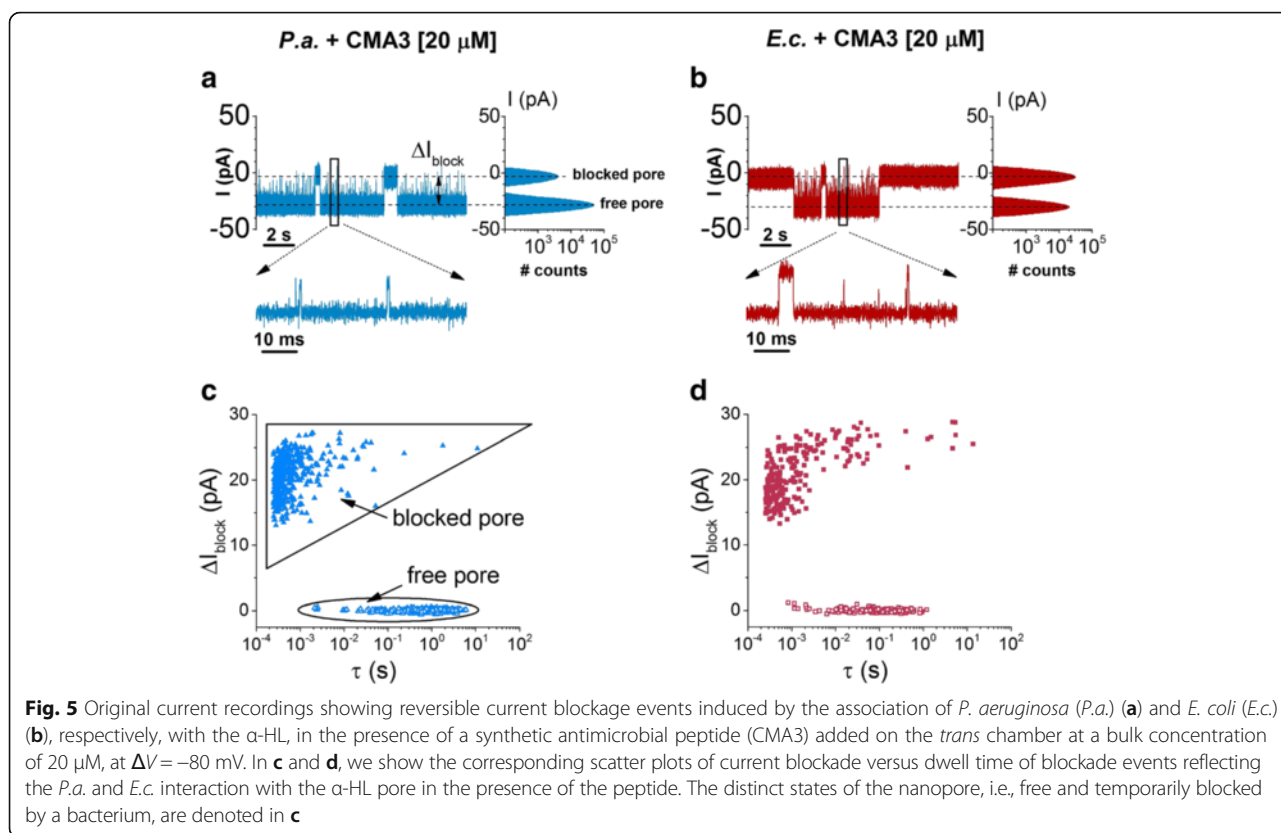 P.a. + CMA3 [20 μM]
E.c. + CMA3 [20 μM]
a
I (pA)
50
0
-50
I (pA)
ΔI_block
50
0
-50
blocked pore
free pore
2 s
10³ 10⁴ 10⁵
# counts
10 ms
b
I (pA)
50
0
-50
I (pA)
50
0
-50
2 s
10³ 10⁴ 10⁵
# counts
10 ms
c
30
20
10
0
ΔI_block (pA)
blocked pore
free pore
10⁻⁴ 10⁻³ 10⁻² 10⁻¹ 10⁰ 10¹ 10²
τ (s)
d
30
20
10
0
ΔI_block (pA)
10⁻⁴ 10⁻³ 10⁻² 10⁻¹ 10⁰ 10¹ 10²
τ (s)
Fig. 5 Original current recordings showing reversible current blockage events induced by the association of P. aeruginosa (P.a.) (a) and E. coli (E.c.)
(b), respectively, with the α-HL, in the presence of a synthetic antimicrobial peptide (CMA3) added on the trans chamber at a bulk concentration
of 20 μM, at ΔV = −80 mV. In c and d, we show the corresponding scatter plots of current blockade versus dwell time of blockade events reflecting
the P.a. and E.c. interaction with the α-HL pore in the presence of the peptide. The distinct states of the nanopore, i.e., free and temporarily blocked
by a bacterium, are denoted in c